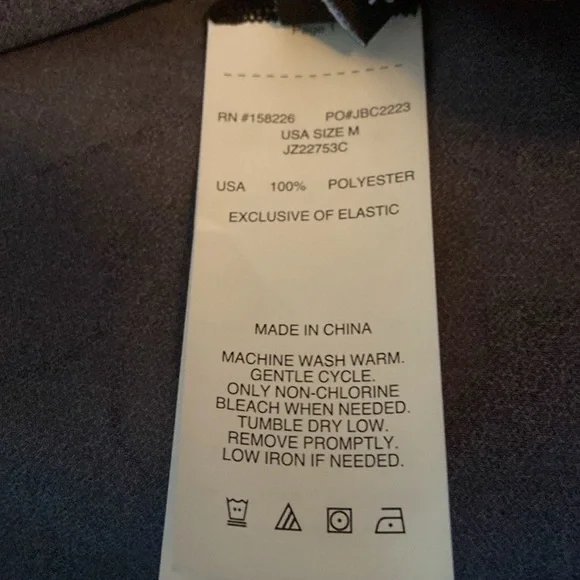 RN #158226 PO#JBC2223
USA SIZE M
JZ22753C
USA 100% POLYESTER
EXCLUSIVE OF ELASTIC
MADE IN CHINA
MACHINE WASH WARM.
GENTLE CYCLE.
ONLY NON-CHLORINE
BLEACH WHEN NEEDED.
TUMBLE DRY LOW.
REMOVE PROMPTLY.
LOW IRON IF NEEDED.